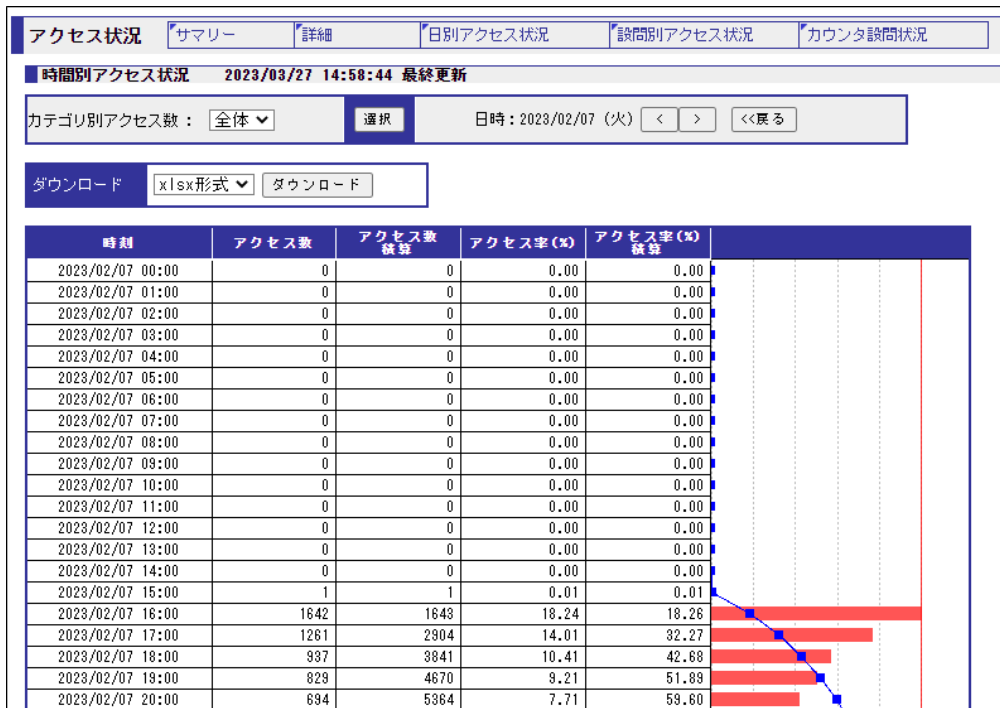 アクセス状況 サマリー 詳細 日別アクセス状況 設問別アクセス状況 カウンタ設問状況
時間別アクセス状況 2023/03/27 14:58:44 最終更新
カテゴリ別アクセス数： 全体 選択 日時：2023/02/07（火） < > <<戻る
ダウンロード xlsx形式 ダウンロード
時刻 アクセス数 アクセス数積算 アクセス率(%) アクセス率(%)積算
2023/02/07 00:00 0 0 0.00 0.00
2023/02/07 01:00 0 0 0.00 0.00
2023/02/07 02:00 0 0 0.00 0.00
2023/02/07 03:00 0 0 0.00 0.00
2023/02/07 04:00 0 0 0.00 0.00
2023/02/07 05:00 0 0 0.00 0.00
2023/02/07 06:00 0 0 0.00 0.00
2023/02/07 07:00 0 0 0.00 0.00
2023/02/07 08:00 0 0 0.00 0.00
2023/02/07 09:00 0 0 0.00 0.00
2023/02/07 10:00 0 0 0.00 0.00
2023/02/07 11:00 0 0 0.00 0.00
2023/02/07 12:00 0 0 0.00 0.00
2023/02/07 13:00 0 0 0.00 0.00
2023/02/07 14:00 0 0 0.00 0.00
2023/02/07 15:00 1 1 0.01 0.01
2023/02/07 16:00 1642 1643 18.24 18.26
2023/02/07 17:00 1261 2904 14.01 32.27
2023/02/07 18:00 937 3841 10.41 42.68
2023/02/07 19:00 829 4670 9.21 51.89
2023/02/07 20:00 694 5364 7.71 59.60